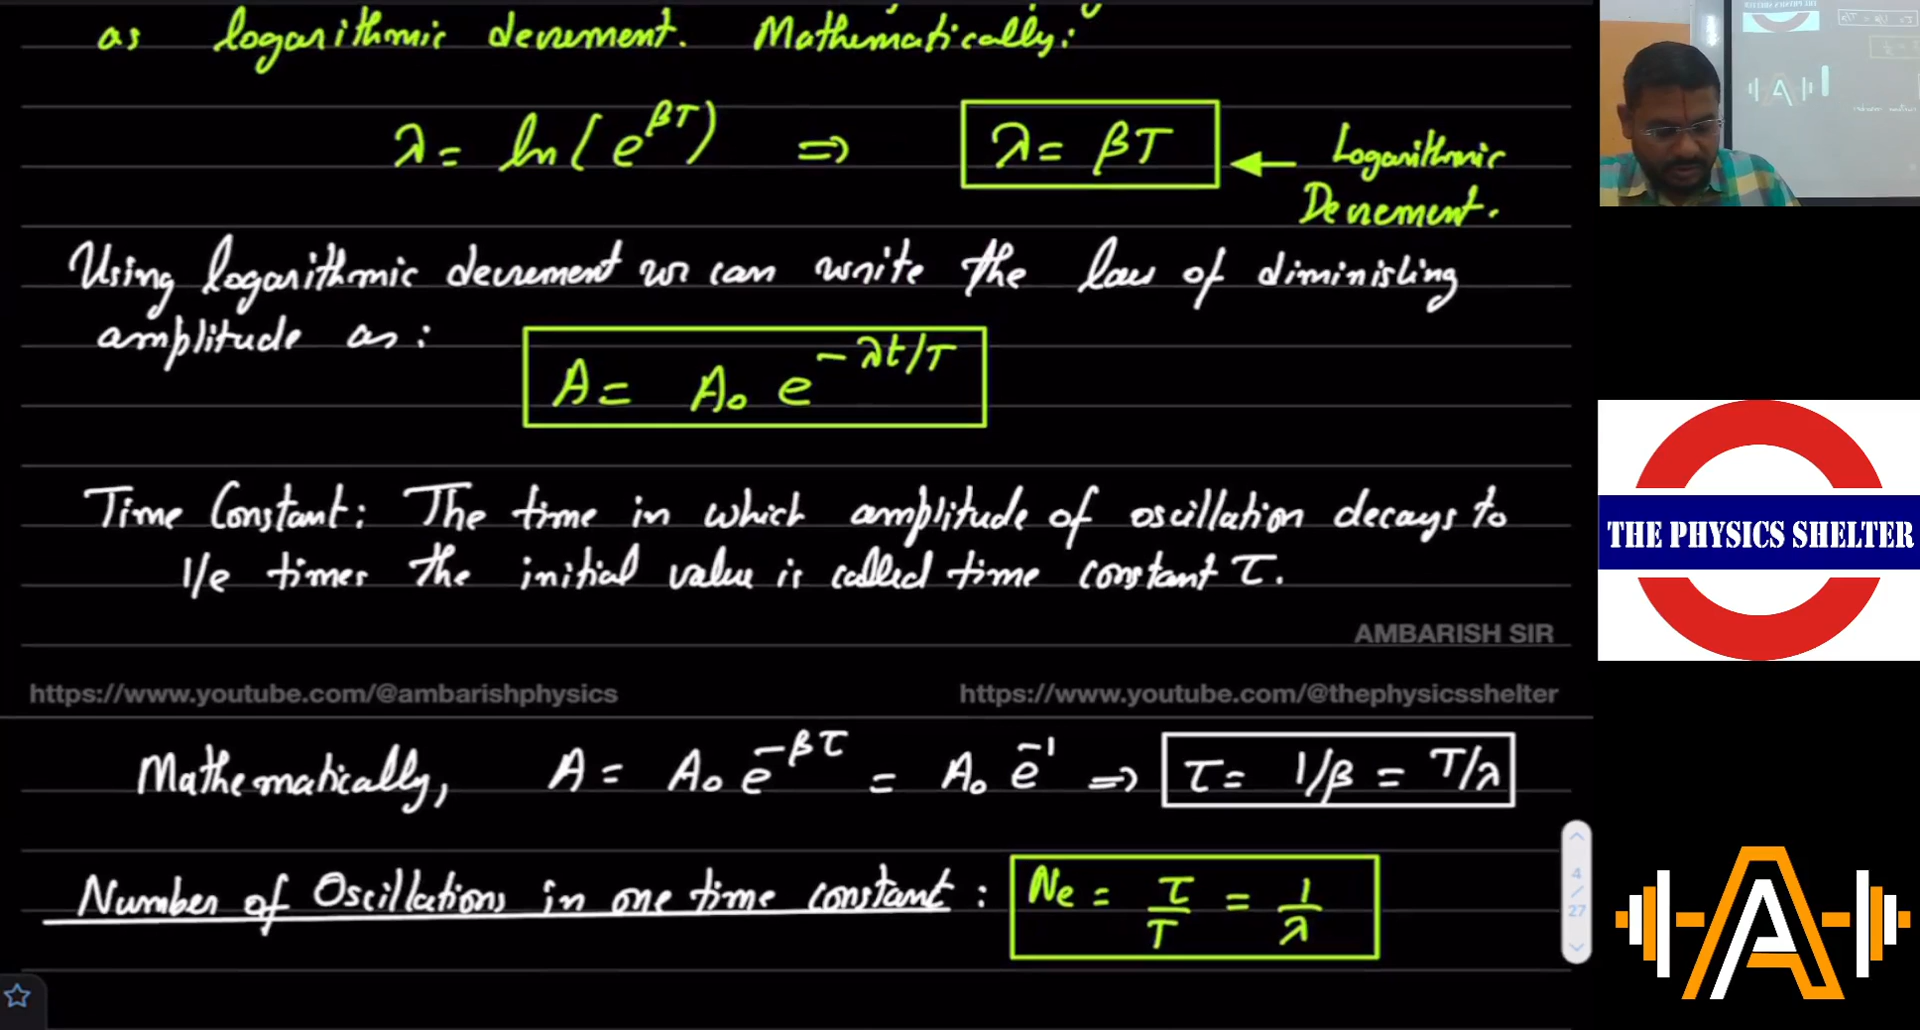 as logarithmic decrement. Mathematically:
λ = ln(e^{βT}) ⇒ λ = βT ← Logarithmic
Decrement.
Using logarithmic decrement we can write the law of diminishing
amplitude as:
A = A₀ e^{-λt/T}
Time Constant: The time in which amplitude of oscillation decays to
1/e times the initial value is called time constant τ.
AMBARISH SIR
https://www.youtube.com/@ambarishphysics https://www.youtube.com/@thephysicsshelter
Mathematically, A = A₀ e^{-βτ} = A₀ e^{-1} ⇒ τ = 1/β = T/λ
Number of Oscillations in one time constant: Ne = τ/T = 1/λ
4
/
27
THE PHYSICS SHELTER
A